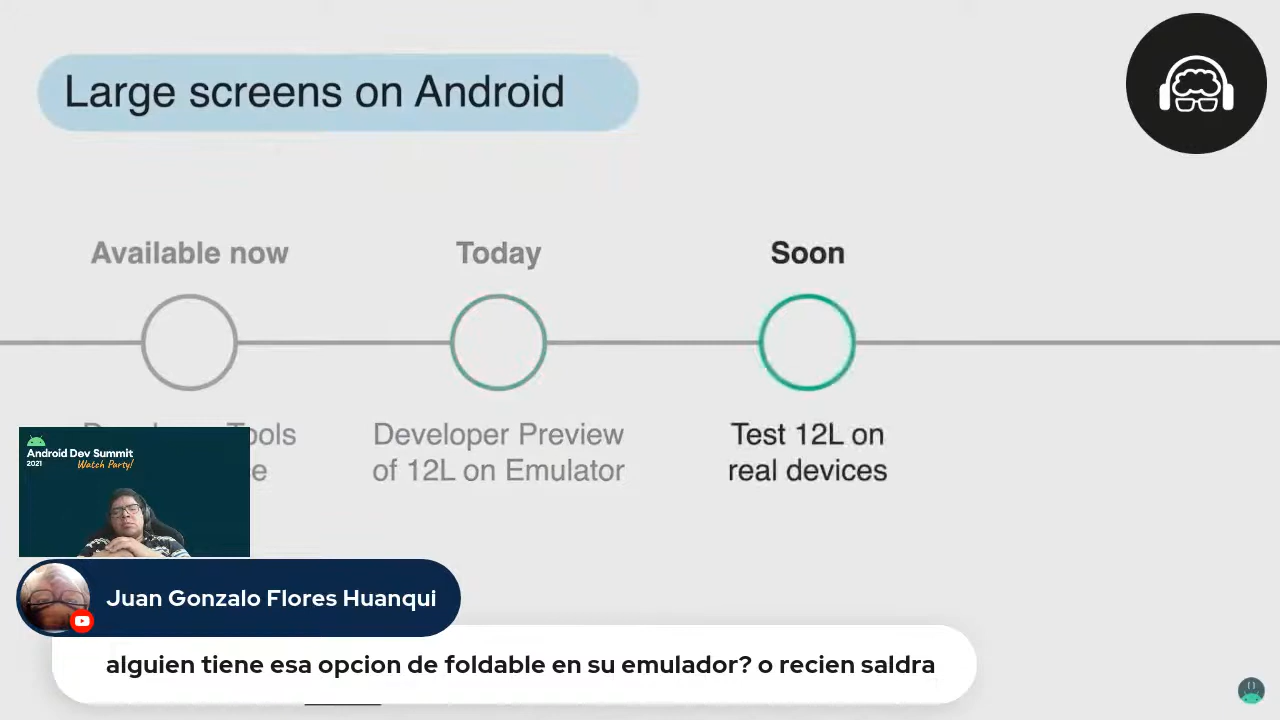 Large screens on Android
Available now
Today
Soon
Tools
Developer Preview
of 12L on Emulator
Test 12L on
real devices
Android Dev Summit
2021
Watch Party!
Juan Gonzalo Flores Huanqui
alguien tiene esa opcion de foldable en su emulador? o recien saldra